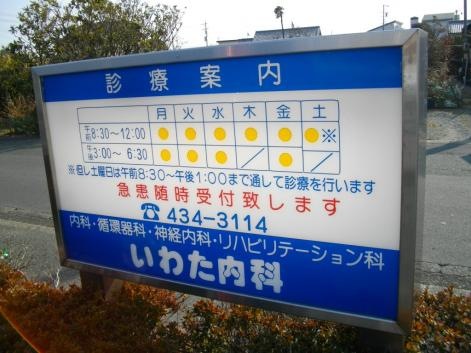 診療案内
月 火 水 木 金 土
午前 8:30~12:00 ● ● ● ● ● ●※
午後 3:00~6:30 ● ● ● / ● /
※但し土曜日は午前8:30~午後1:00まで通して診療を行います
急患随時受付致します
☎434-3114
内科・循環器科・神経内科・リハビリテーション科
いわた内科